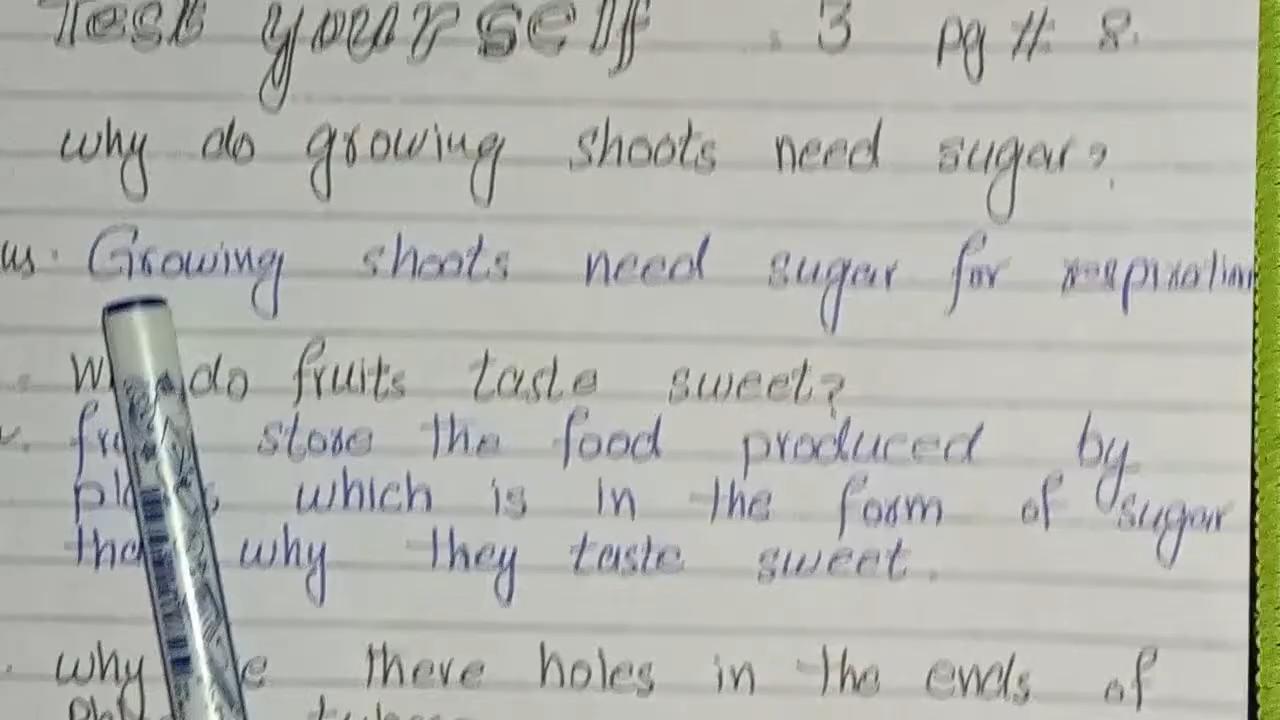 Test yourself . 3 pg # 8.
why do growing shoots need sugar?
Growing shoots need sugar for respiration
do fruits taste sweet?
store the food produced by
which is in the form of sugar
why they taste sweet.
why there holes in the ends of